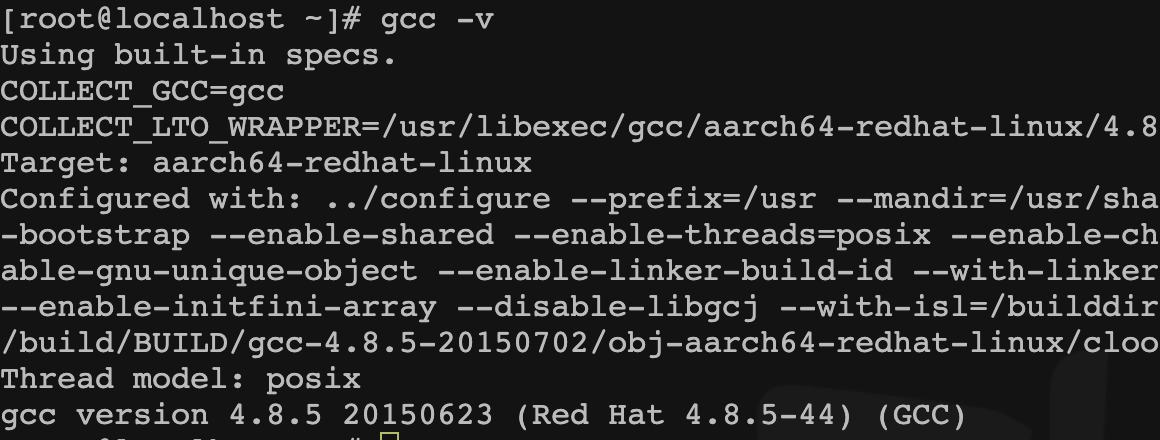 [root@localhost ~]# gcc -v
Using built-in specs.
COLLECT_GCC=gcc
COLLECT_LTO_WRAPPER=/usr/libexec/gcc/aarch64-redhat-linux/4.8
Target: aarch64-redhat-linux
Configured with: ../configure --prefix=/usr --mandir=/usr/sha
-bootstrap --enable-shared --enable-threads=posix --enable-ch
able-gnu-unique-object --enable-linker-build-id --with-linker
--enable-initfini-array --disable-libgcj --with-isl=/builddir
/build/BUILD/gcc-4.8.5-20150702/obj-aarch64-redhat-linux/cloo
Thread model: posix
gcc version 4.8.5 20150623 (Red Hat 4.8.5-44) (GCC)